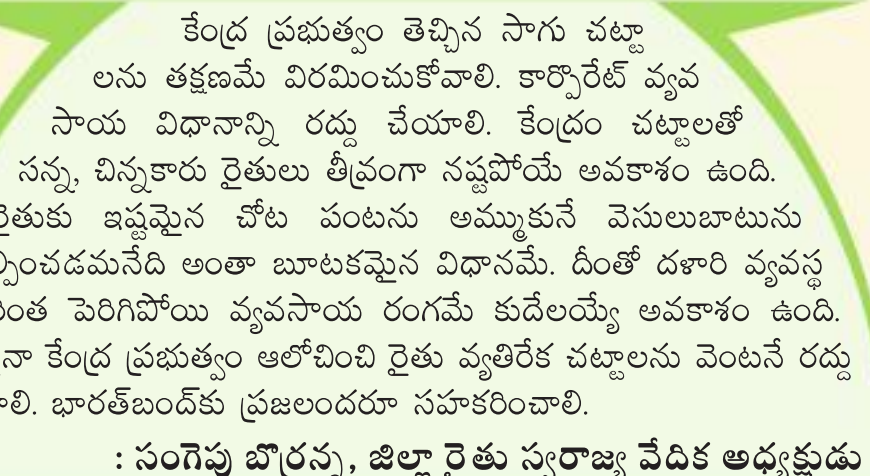 కేంద్ర ప్రభుత్వం తెచ్చిన సాగు చట్టా
లను తక్షణమే విరమించుకోవాలి. కార్పొరేట్ వ్యవ
సాయ విధానాన్ని రద్దు చేయాలి. కేంద్రం చట్టాలతో
సన్న, చిన్నకారు రైతులు తీవ్రంగా నష్టపోయే అవకాశం ఉంది.
రైతుకు ఇష్టమైన చోట పంటను అమ్ముకునే వెసులుబాటును
అంతా బూటకమైన విధానమే. దీంతో దళారి వ్యవస్థ
పెరిగిపోయి వ్యవసాయ రంగమే కుదేలయ్యే అవకాశం ఉంది.
కేంద్ర ప్రభుత్వం ఆలోచించి రైతు వ్యతిరేక చట్టాలను వెంటనే రద్దు
భారత్‌బంద్‌కు ప్రజలందరూ సహకరించాలి.
: సంగెపు బొర్రన్న, జిల్లా రైతు స్వరాజ్య వేదిక అధ్యక్షుడు